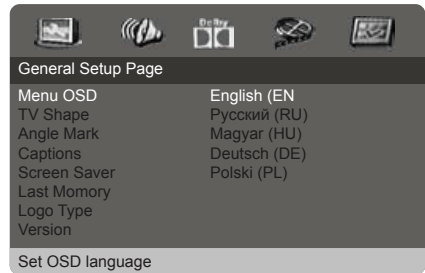 Dolby
General Setup Page
Menu OSD English (EN
TV Shape Русский (RU)
Angle Mark Magyar (HU)
Captions Deutsch (DE)
Screen Saver Polski (PL)
Last Momory
Logo Type
Version
Set OSD language